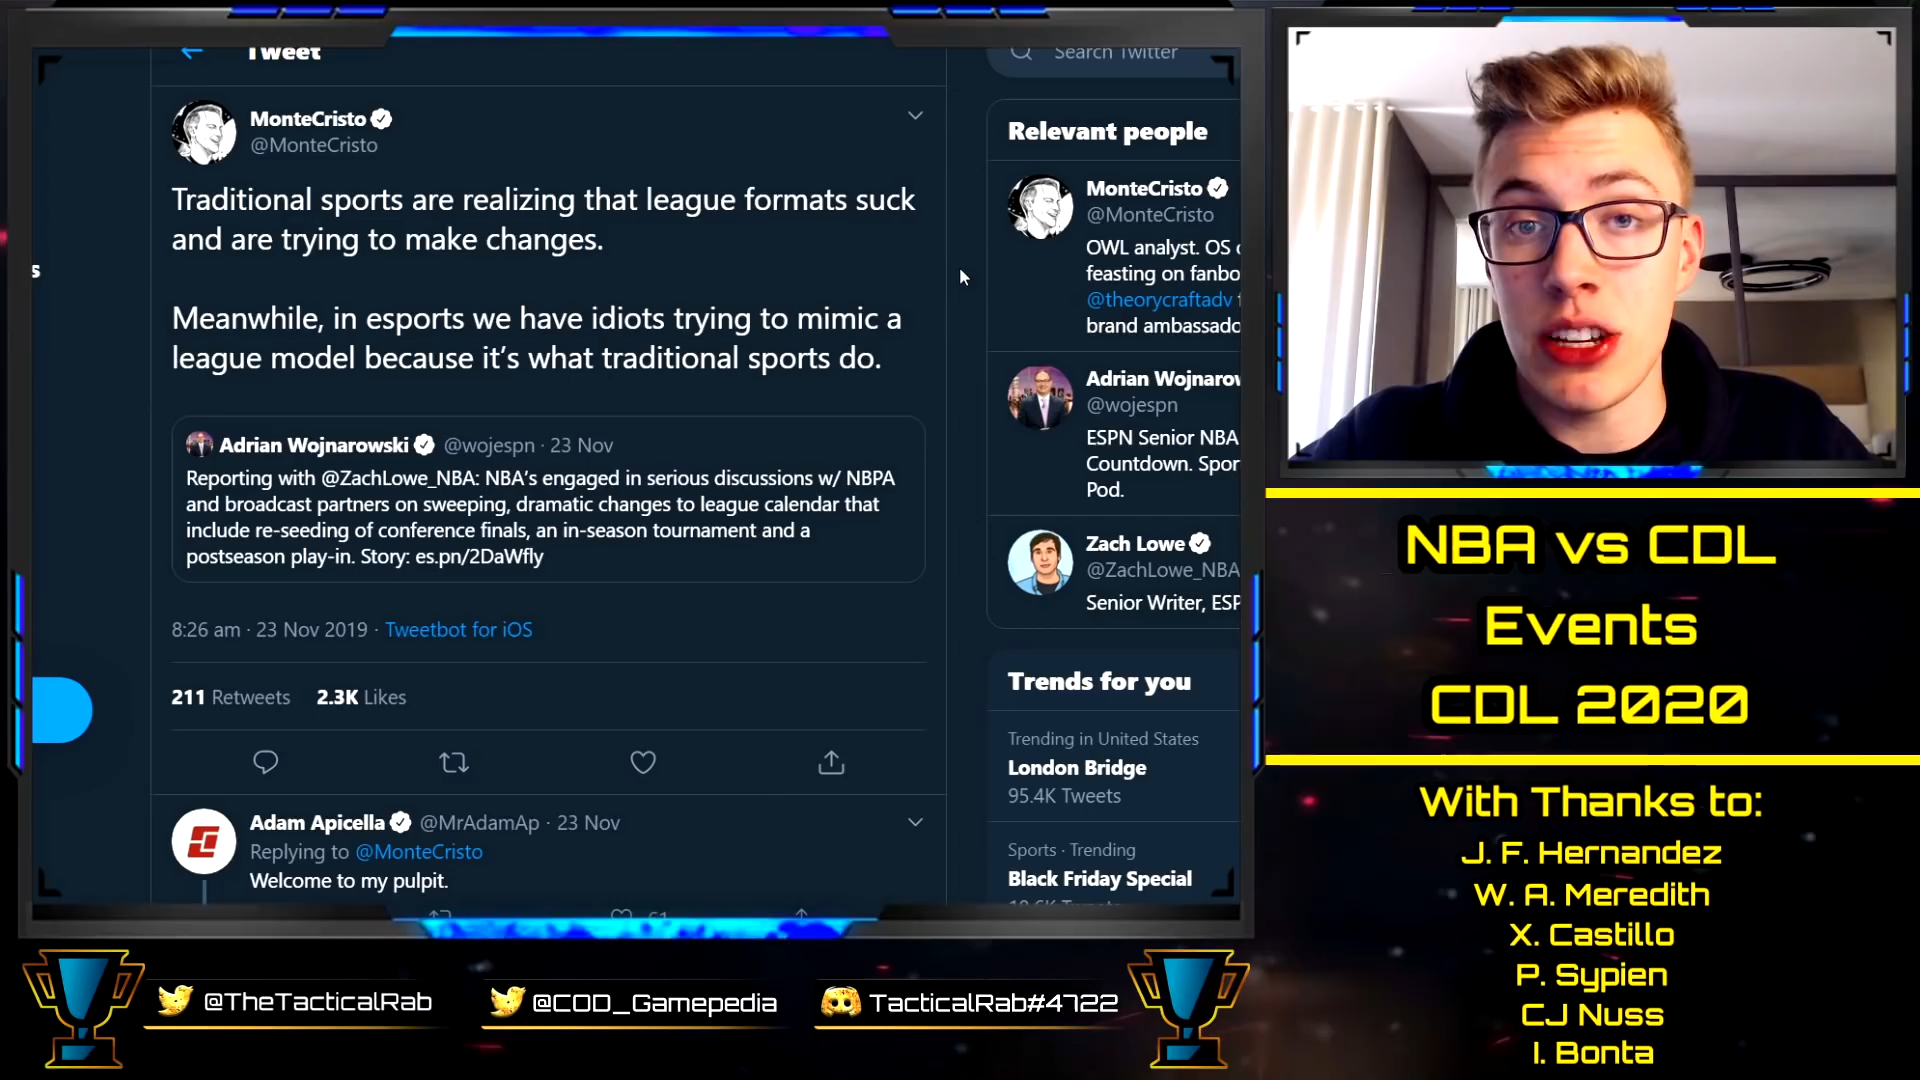 Tweet
Search Twitter
MonteCristo
@MonteCristo
Traditional sports are realizing that league formats suck
and are trying to make changes.
Meanwhile, in esports we have idiots trying to mimic a
league model because it's what traditional sports do.
Adrian Wojnarowski @wojespn · 23 Nov
Reporting with @ZachLowe_NBA: NBA's engaged in serious discussions w/ NBPA
and broadcast partners on sweeping, dramatic changes to league calendar that
include re-seeding of conference finals, an in-season tournament and a
postseason play-in. Story: es.pn/2DaWfly
8:26 am · 23 Nov 2019 · Tweetbot for iOS
211 Retweets 2.3K Likes
Adam Apicella @MrAdamAp · 23 Nov
Replying to @MonteCristo
Welcome to my pulpit.
61
s
Relevant people
MonteCristo
@MonteCristo
OWL analyst. OS
feasting on fanbo
@theorycraftadv
brand ambassado
Adrian Wojnarow
@wojespn
ESPN Senior NBA
Countdown. Spor
Pod.
Zach Lowe
@ZachLowe_NBA
Senior Writer, ESP
Trends for you
Trending in United States
London Bridge
95.4K Tweets
Sports · Trending
Black Friday Special
NBA vs CDL
Events
CDL 2020
With Thanks to:
J. F. Hernandez
W. A. Meredith
X. Castillo
P. Sypien
CJ Nuss
I. Bonta
@TheTacticalRab
@COD_Gamepedia
TacticalRab#4722